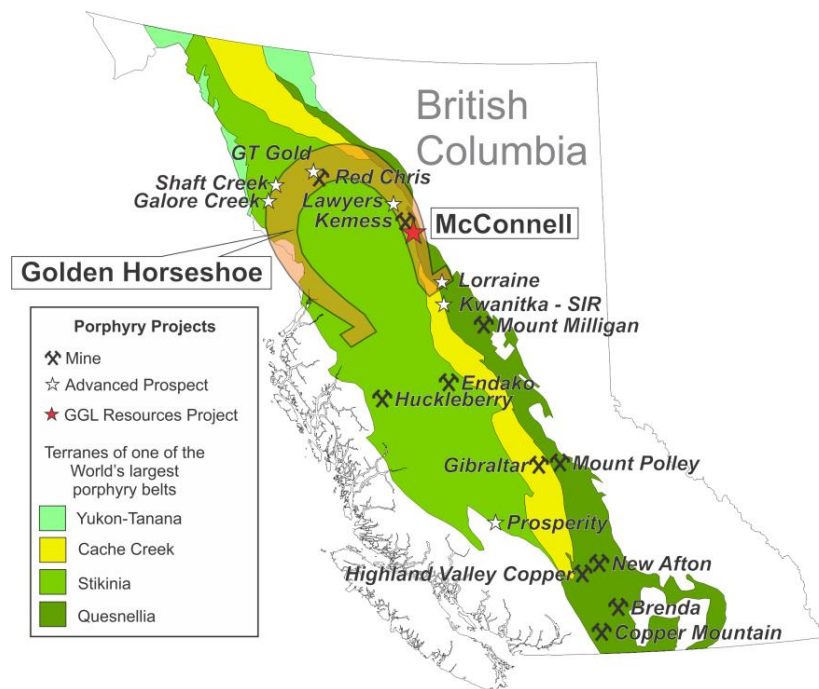 British
Columbia
GT Gold
Red Chris
Shaft Creek
Galore Creek
Lawyers
Kemess
McConnell
Golden Horseshoe
Lorraine
Kwanitka - SIR
Mount Milligan
Endako
Huckleberry
Gibraltar
Mount Polley
Prosperity
New Afton
Highland Valley Copper
Brenda
Copper Mountain
Porphyry Projects
Mine
Advanced Prospect
GGL Resources Project
Terranes of one of the
World's largest
porphyry belts
Yukon-Tanana
Cache Creek
Stikinia
Quesnellia